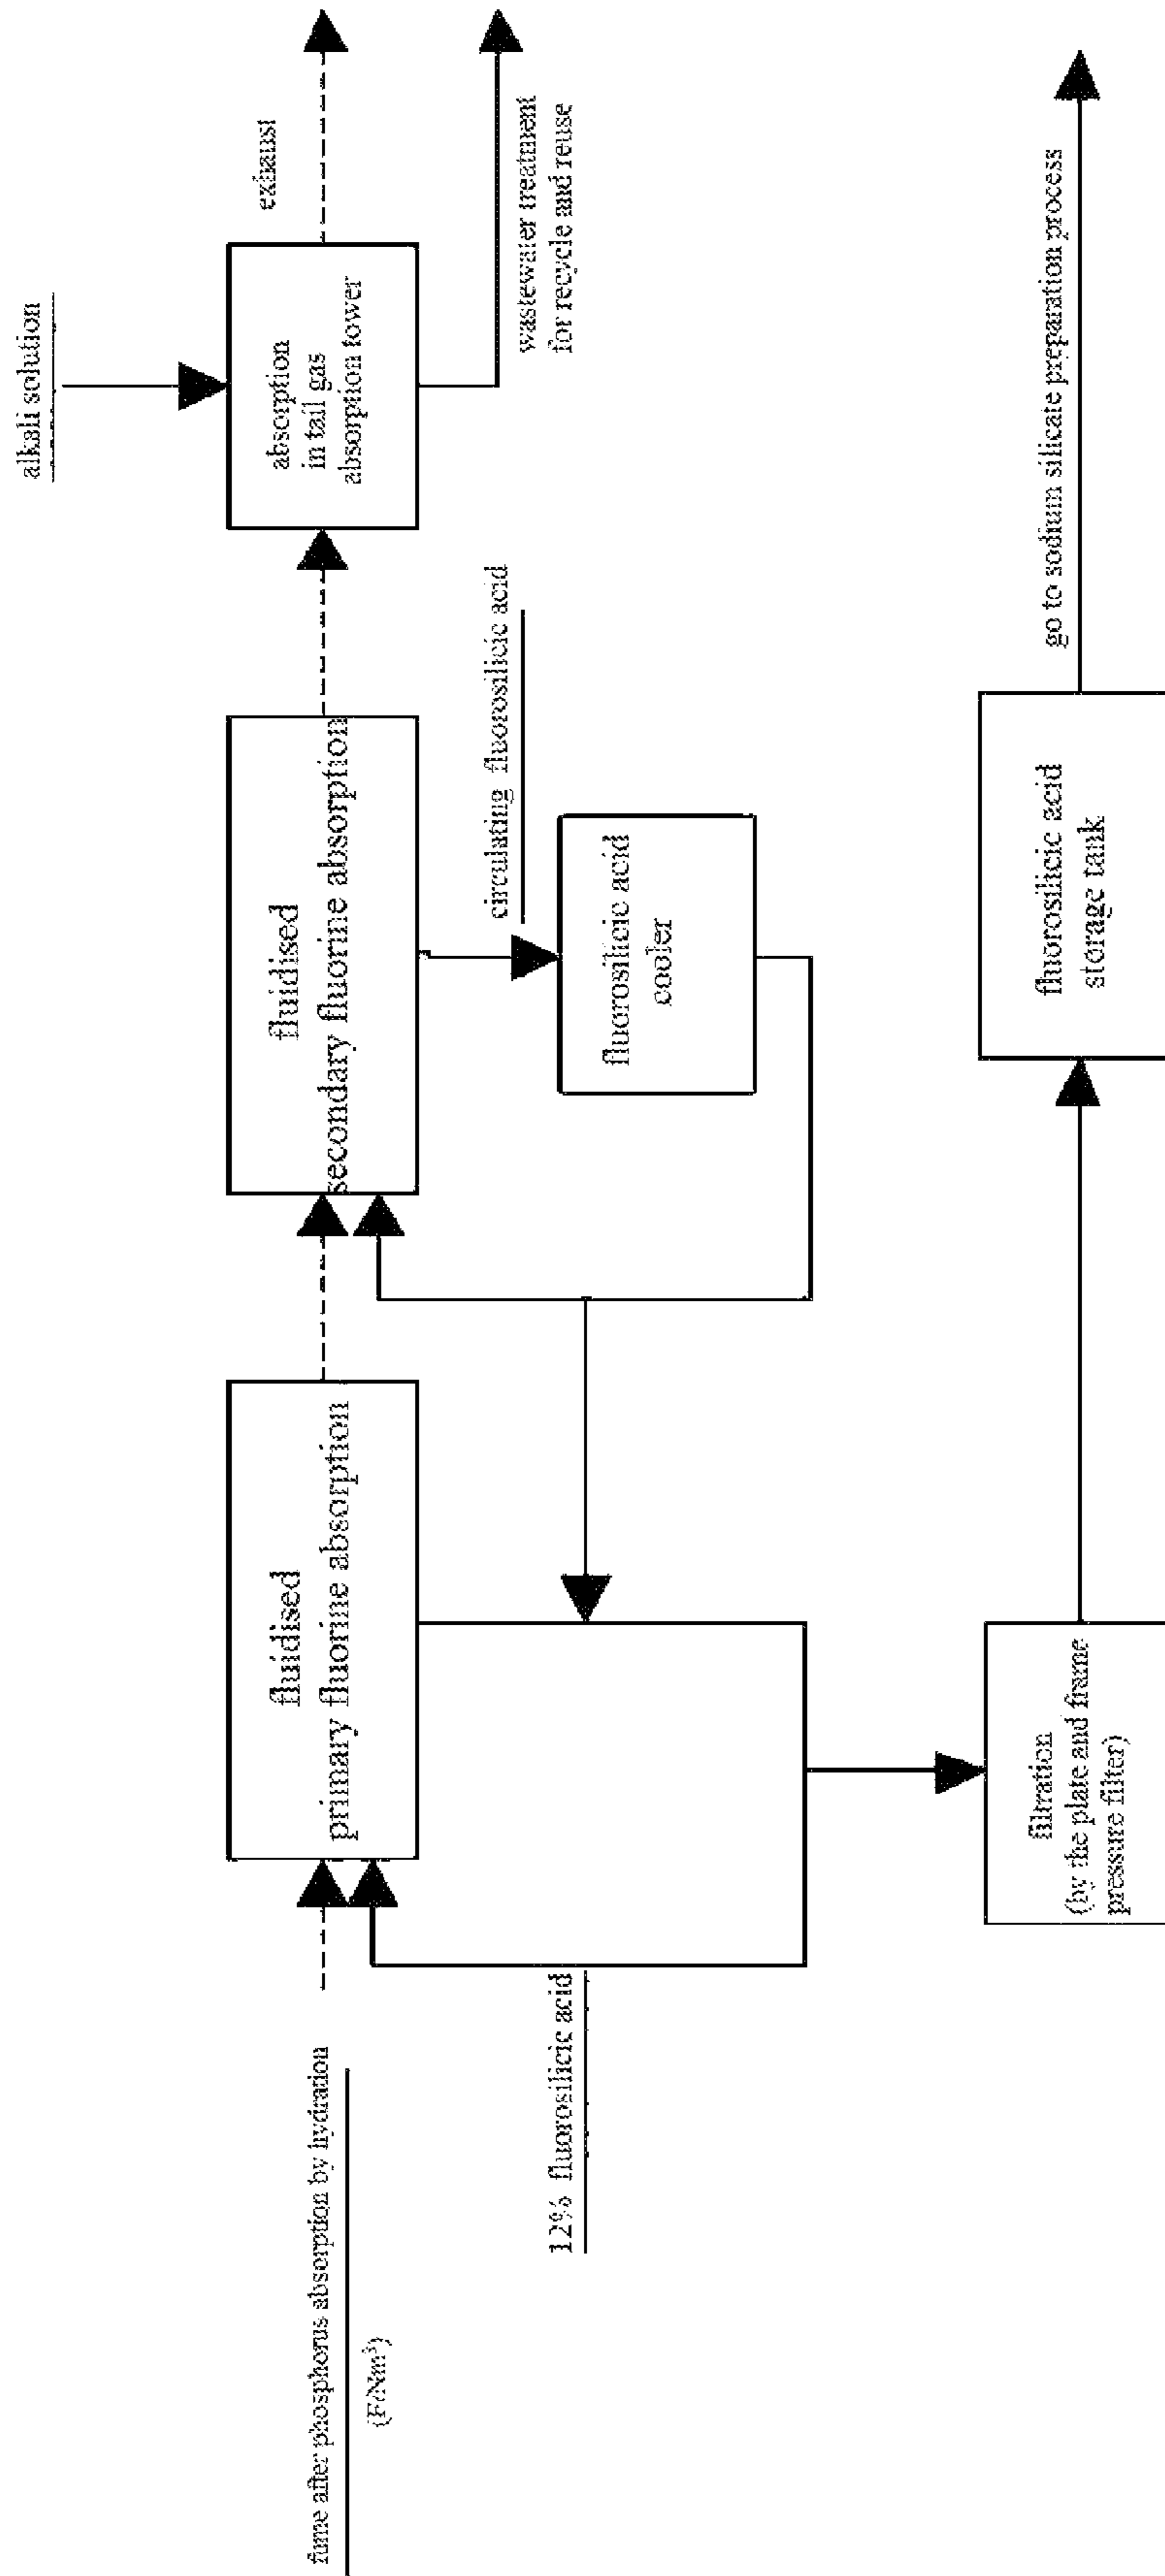 fume after phosphorus absorption by hydration
(F/Nm³)
fluidised
primary fluorine absorption
fluidised
secondary fluorine absorption
absorption
in tail gas
absorption tower
alkali solution
exhaust
wastewater treatment
for recycle and reuse
circulating fluorosilicic acid
fluorosilicic acid
cooler
12% fluorosilicic acid
filtration
(by the plate and frame
pressure filter)
fluorosilicic acid
storage tank
go to sodium silicate preparation process